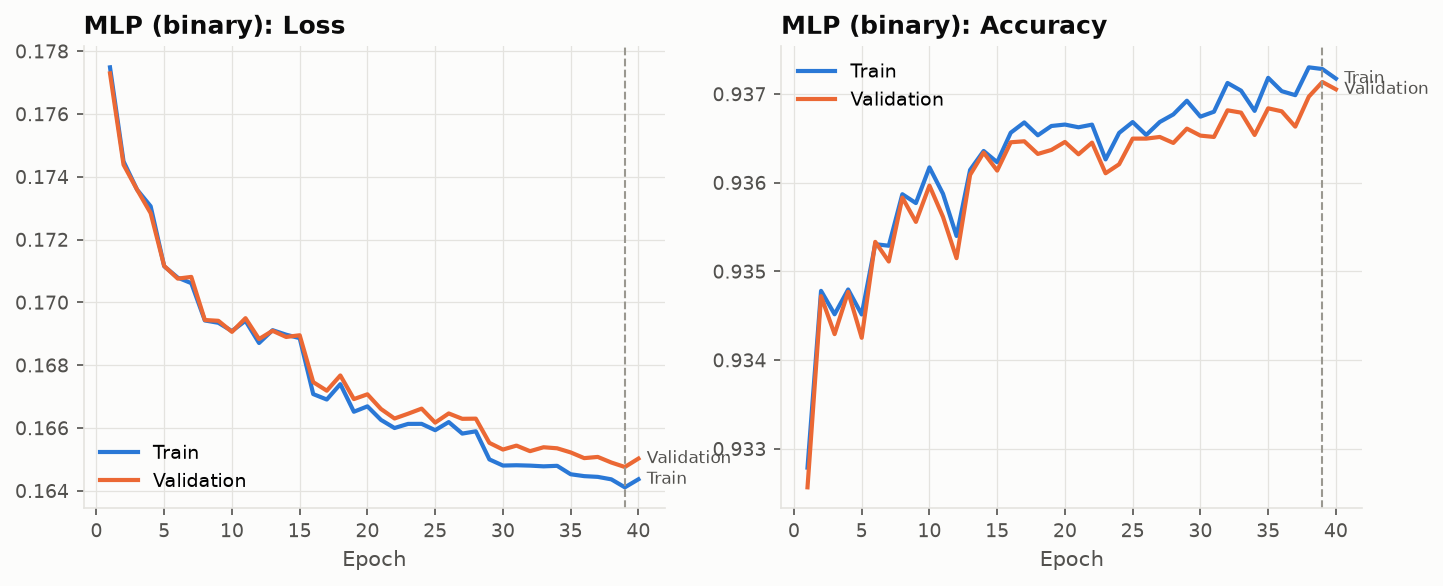 MLP (binary): Loss
0.178
0.176
0.174
0.172
0.170
0.168
0.166
0.164
Train
Validation
Validation
Train
0 5 10 15 20 25 30 35 40
Epoch
MLP (binary): Accuracy
Train
Validation
Train
Validation
0.937
0.936
0.935
0.934
0.933
0 5 10 15 20 25 30 35 40
Epoch